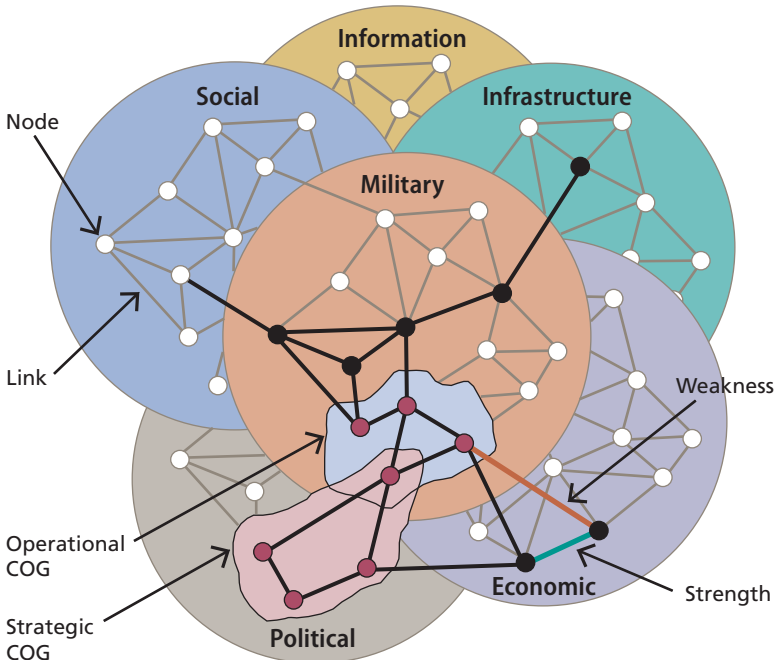 Information
Social
Infrastructure
Node
Military
Link
Weakness
Operational
COG
Economic
Strength
Strategic
COG
Political